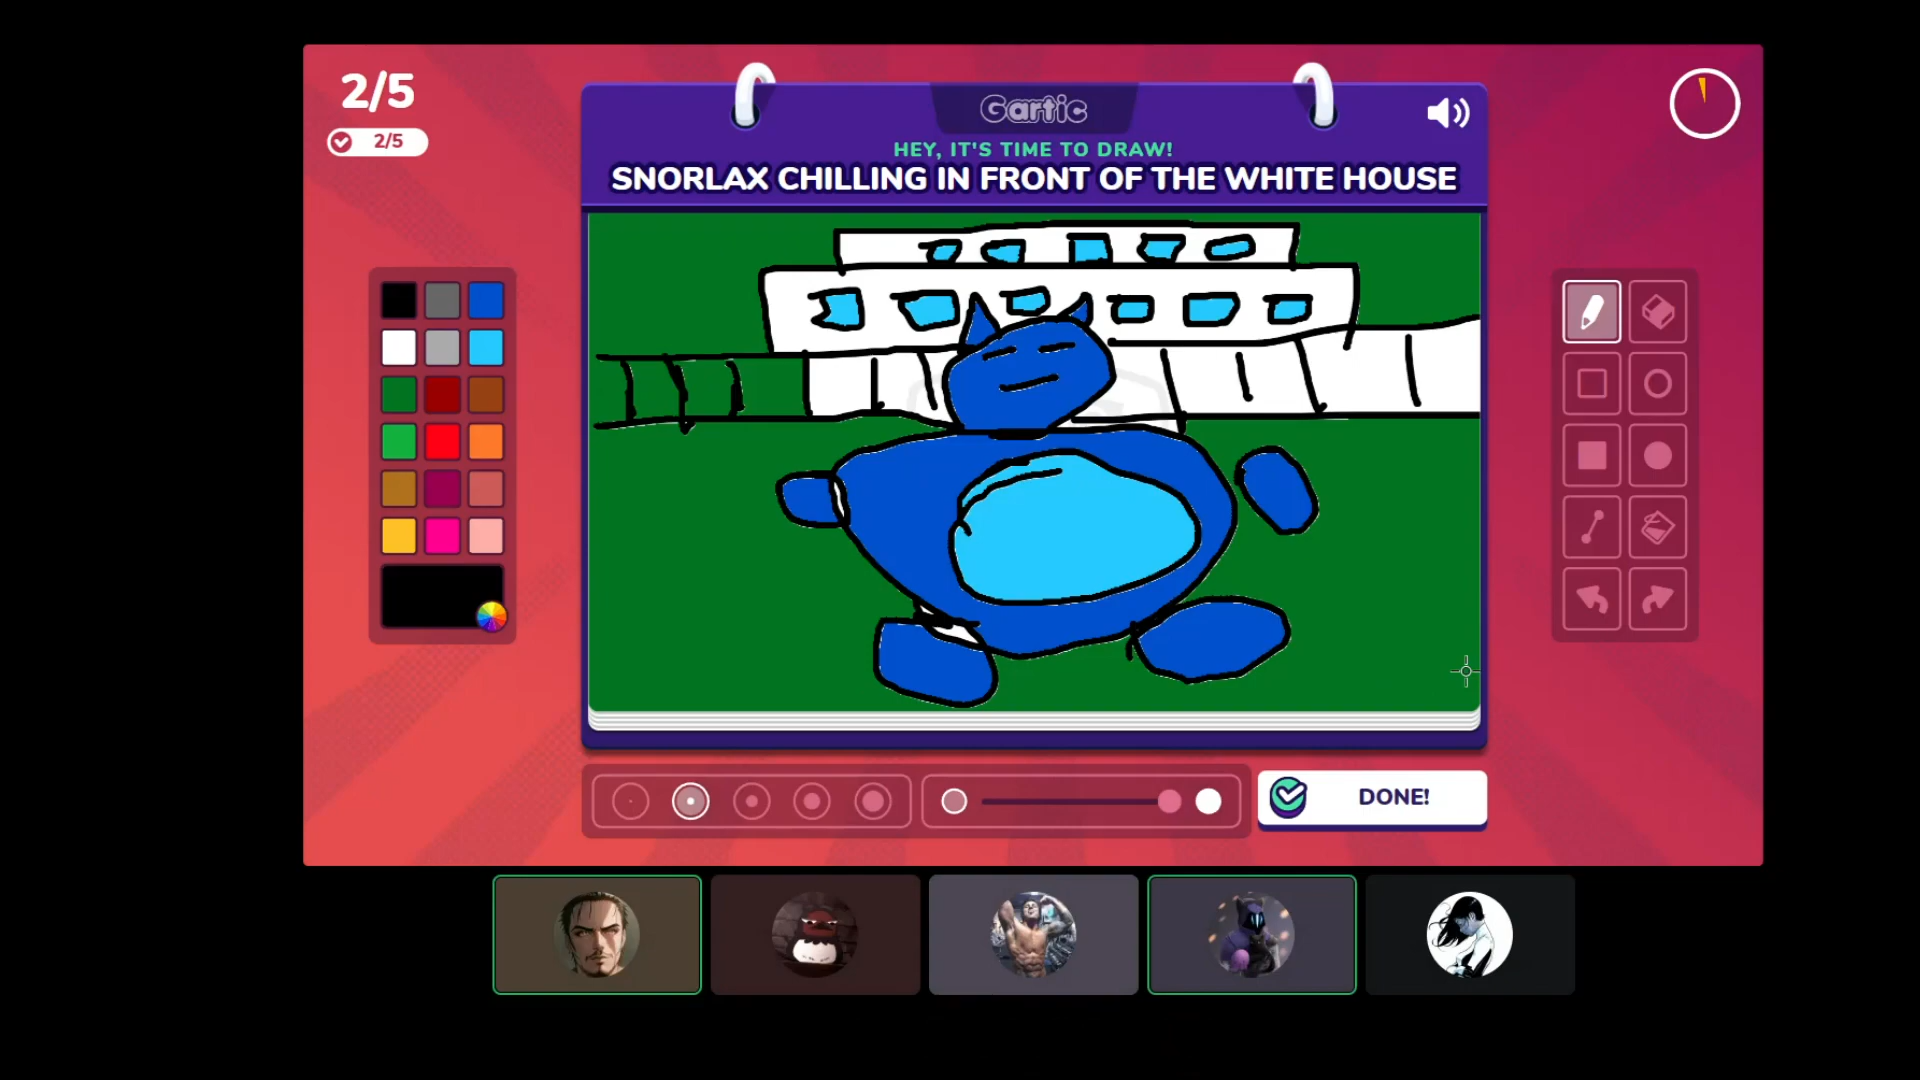 2/5
2/5
Gartic
HEY, IT'S TIME TO DRAW!
SNORLAX CHILLING IN FRONT OF THE WHITE HOUSE
DONE!